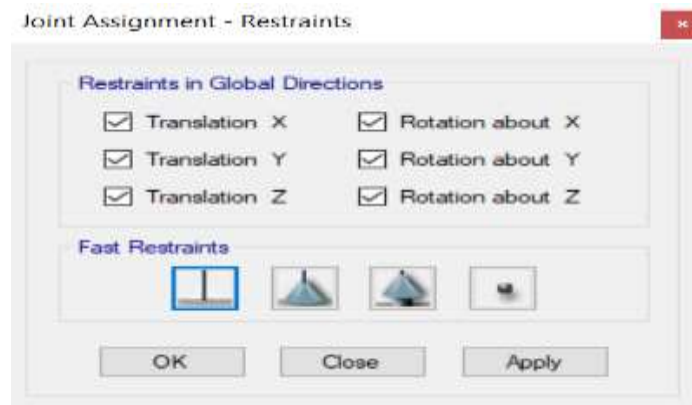 Joint Assignment - Restraints
Restraints in Global Directions
Translation X Rotation about X
Translation Y Rotation about Y
Translation Z Rotation about Z
Fast Restraints
OK Close Apply